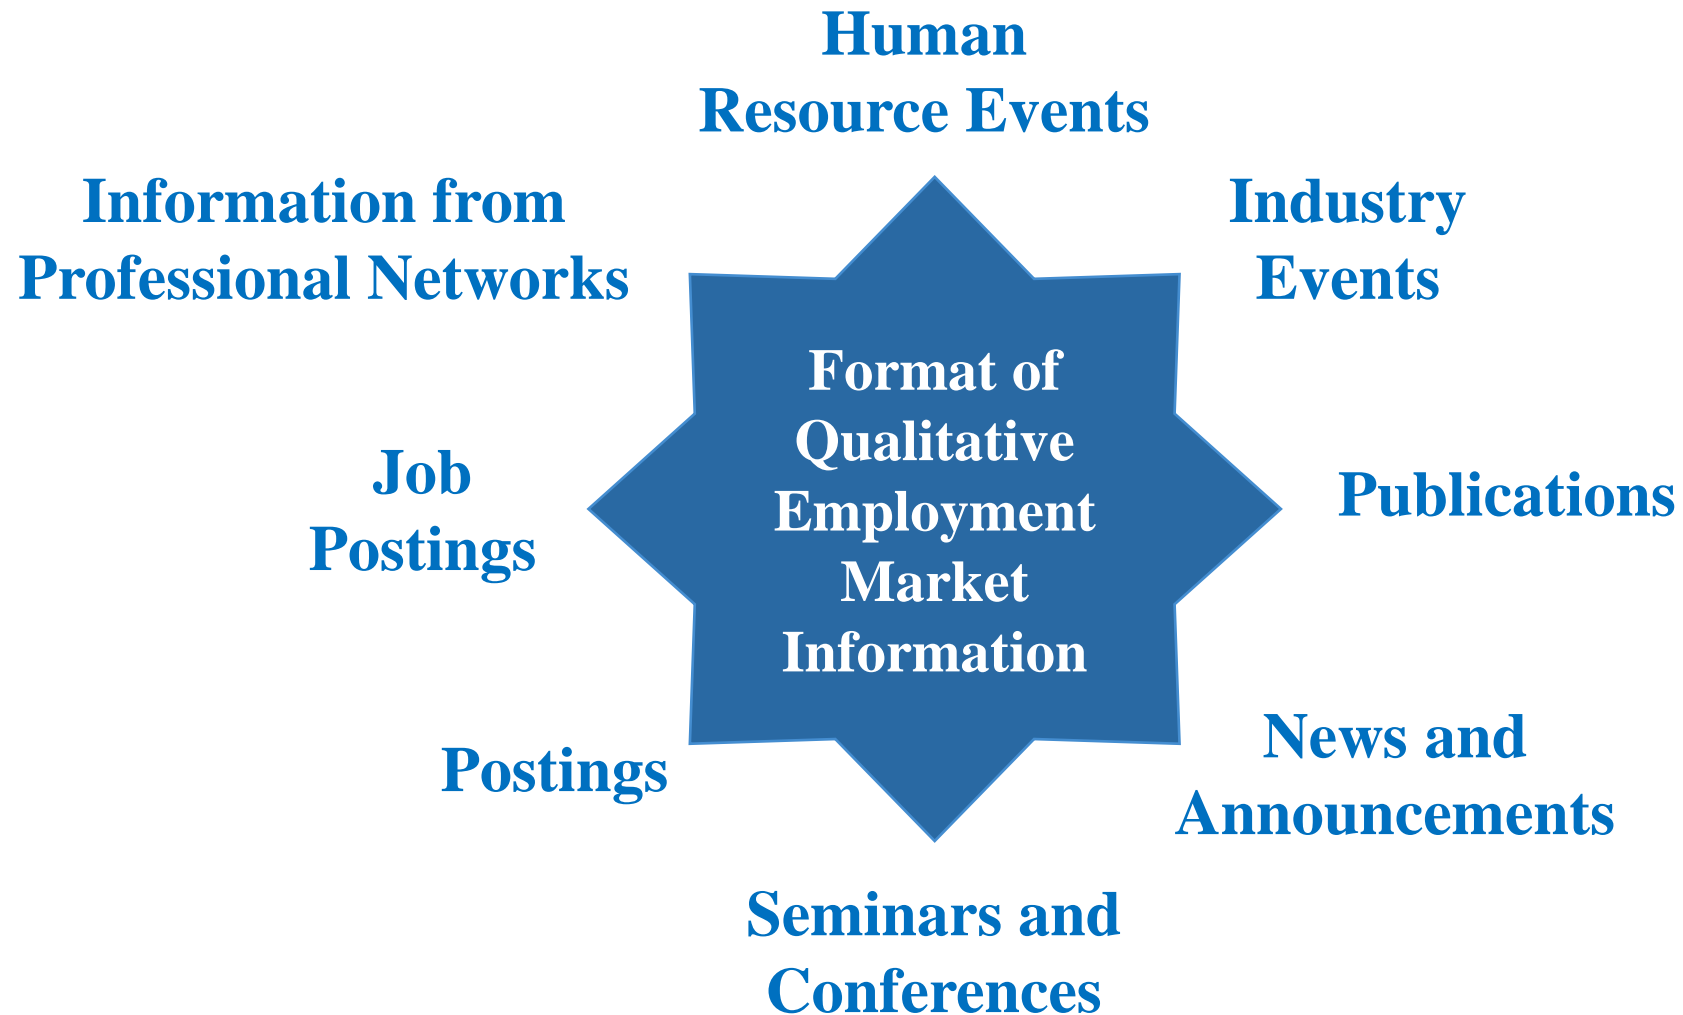 Human
Resource Events
Information from
Professional Networks
Industry
Events
Format of
Qualitative
Employment
Market
Information
Job
Postings
Publications
Postings
News and
Announcements
Seminars and
Conferences